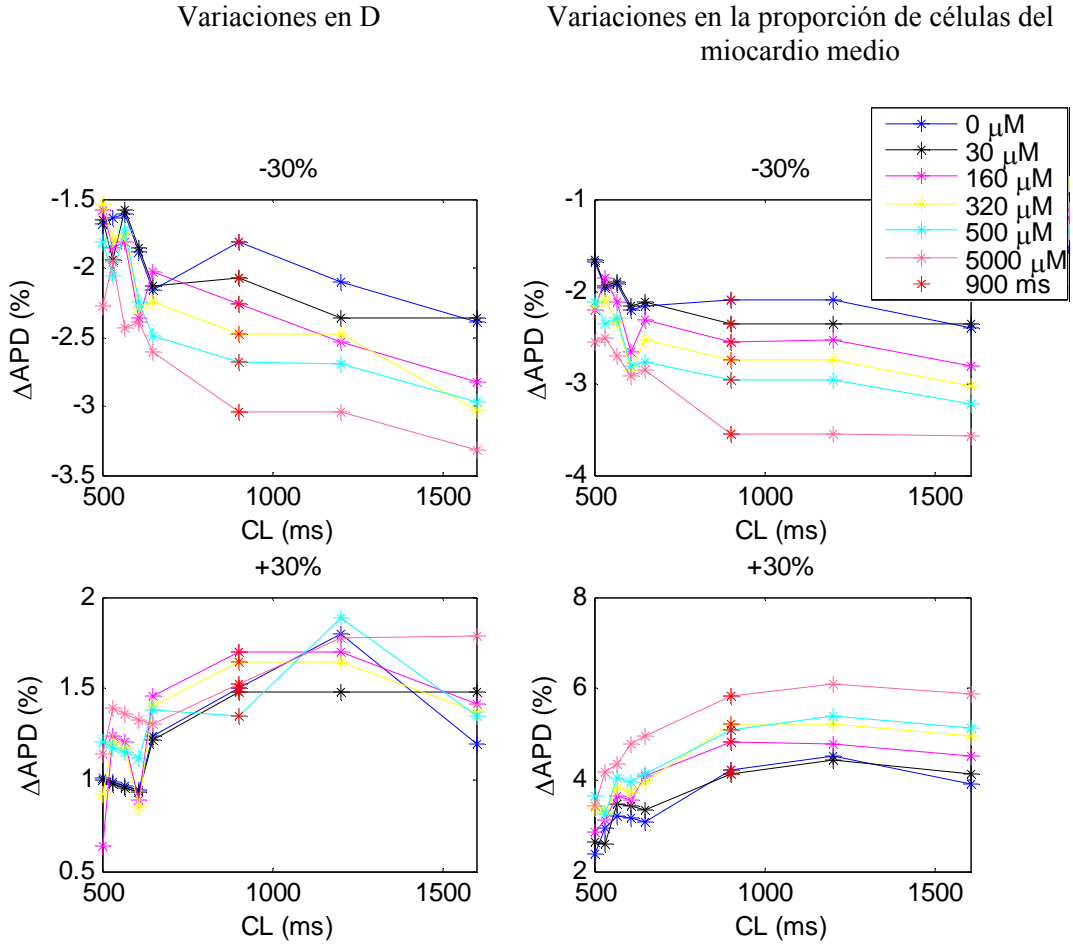 Variaciones en D
Variaciones en la proporción de células del
miocardio medio
0 μM
30 μM
160 μM
320 μM
500 μM
5000 μM
900 ms
-30%
-1.5
-2
-2.5
-3
-3.5
ΔAPD (%)
500
1000
1500
CL (ms)
-30%
-1
-2
-3
-4
ΔAPD (%)
500
1000
1500
CL (ms)
+30%
2
1.5
1
0.5
ΔAPD (%)
500
1000
1500
CL (ms)
+30%
8
6
4
2
ΔAPD (%)
500
1000
1500
CL (ms)